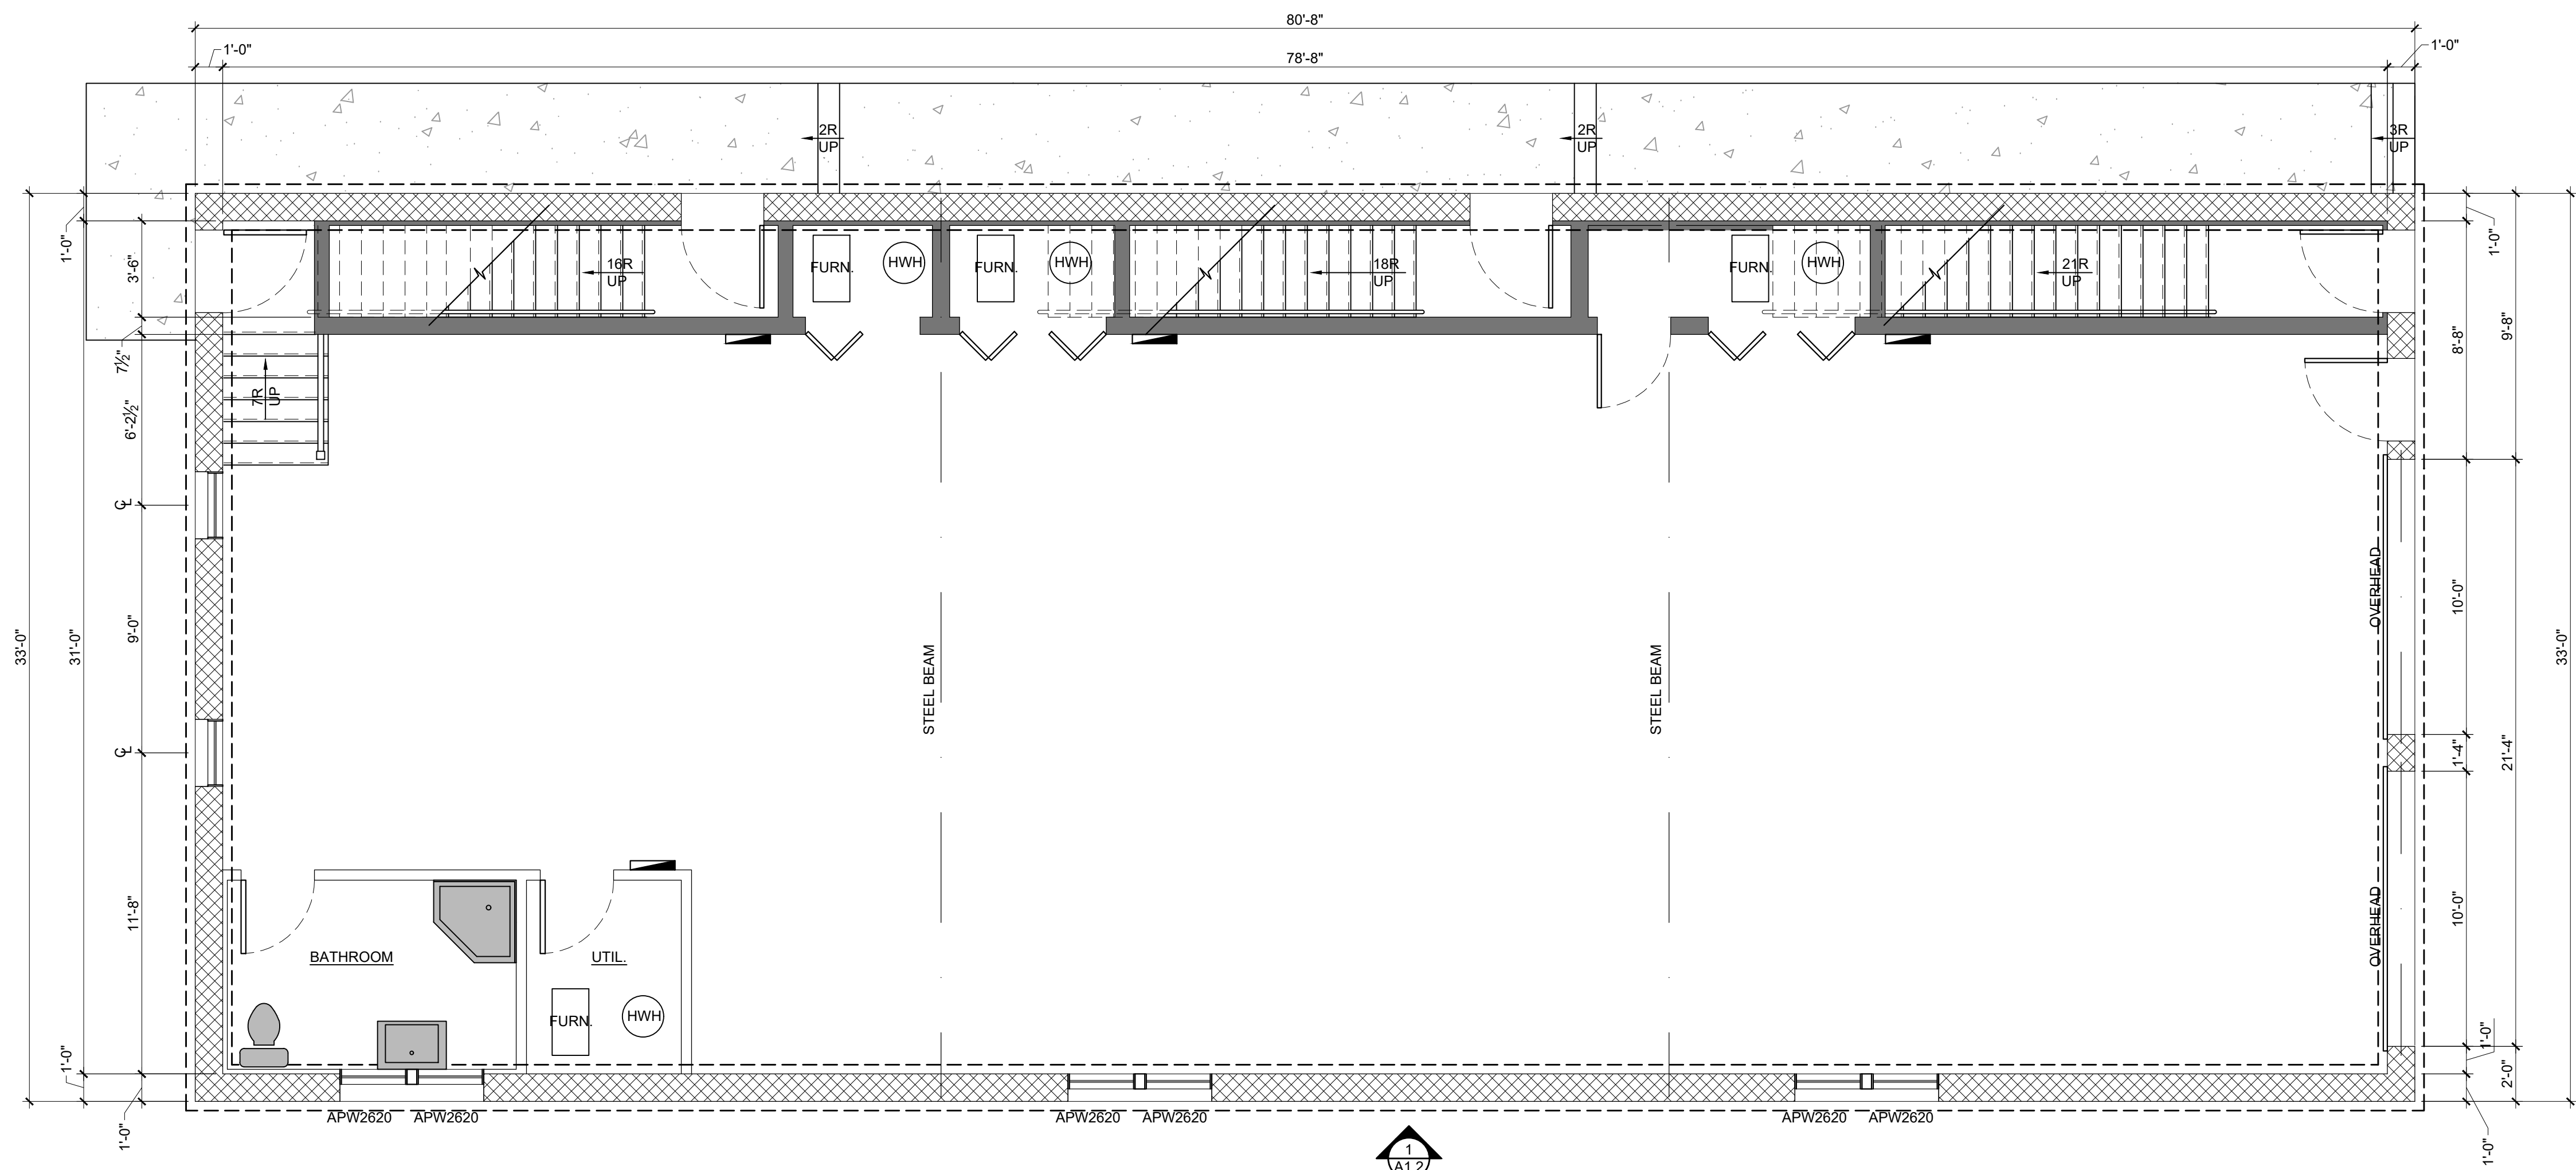 80'-8"
1'-0"
78'-8"
1'-0"
2R
UP
2R
UP
3R
UP
1'-0"
3'-6"
7½"
6'-2½"
9'-0"
11'-8"
33'-0"
31'-0"
1'-0"
1'-0"
CL
CL
16R
UP
FURN.
HWH
FURN.
HWH
18R
UP
FURN.
HWH
21R
UP
7R
UP
STEEL BEAM
STEEL BEAM
OVERHEAD
OVERHEAD
1'-0"
8'-8"
9'-8"
10'-0"
1'-4"
21'-4"
10'-0"
33'-0"
1'-0"
2'-0"
1'-0"
BATHROOM
UTIL.
FURN.
HWH
APW2620 APW2620
APW2620 APW2620
APW2620 APW2620
1
A1.2